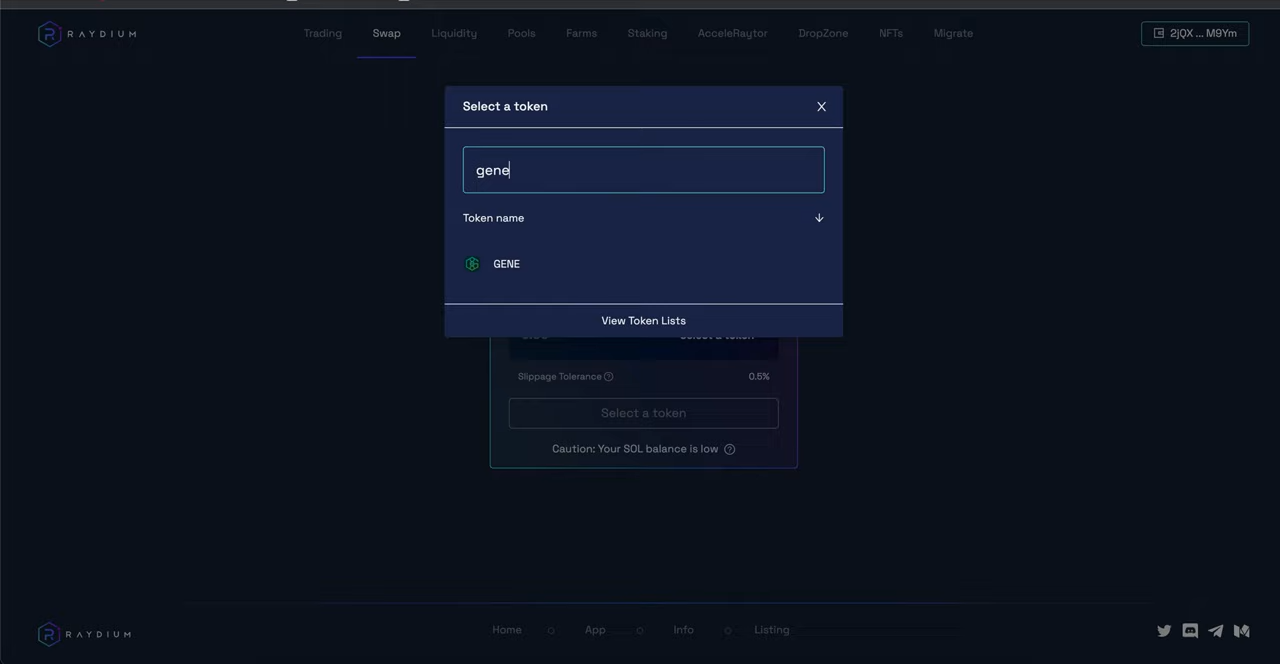 RAYDIUM Trading Swap Liquidity Pools Farms Staking AcceleRaytor DropZone NFTs Migrate 2jQX ... M9Ym
Select a token X
gene
Token name
GENE
View Token Lists
Slippage Tolerance 0.5%
Select a token
Caution: Your SOL balance is low
RAYDIUM Home App Info Listing